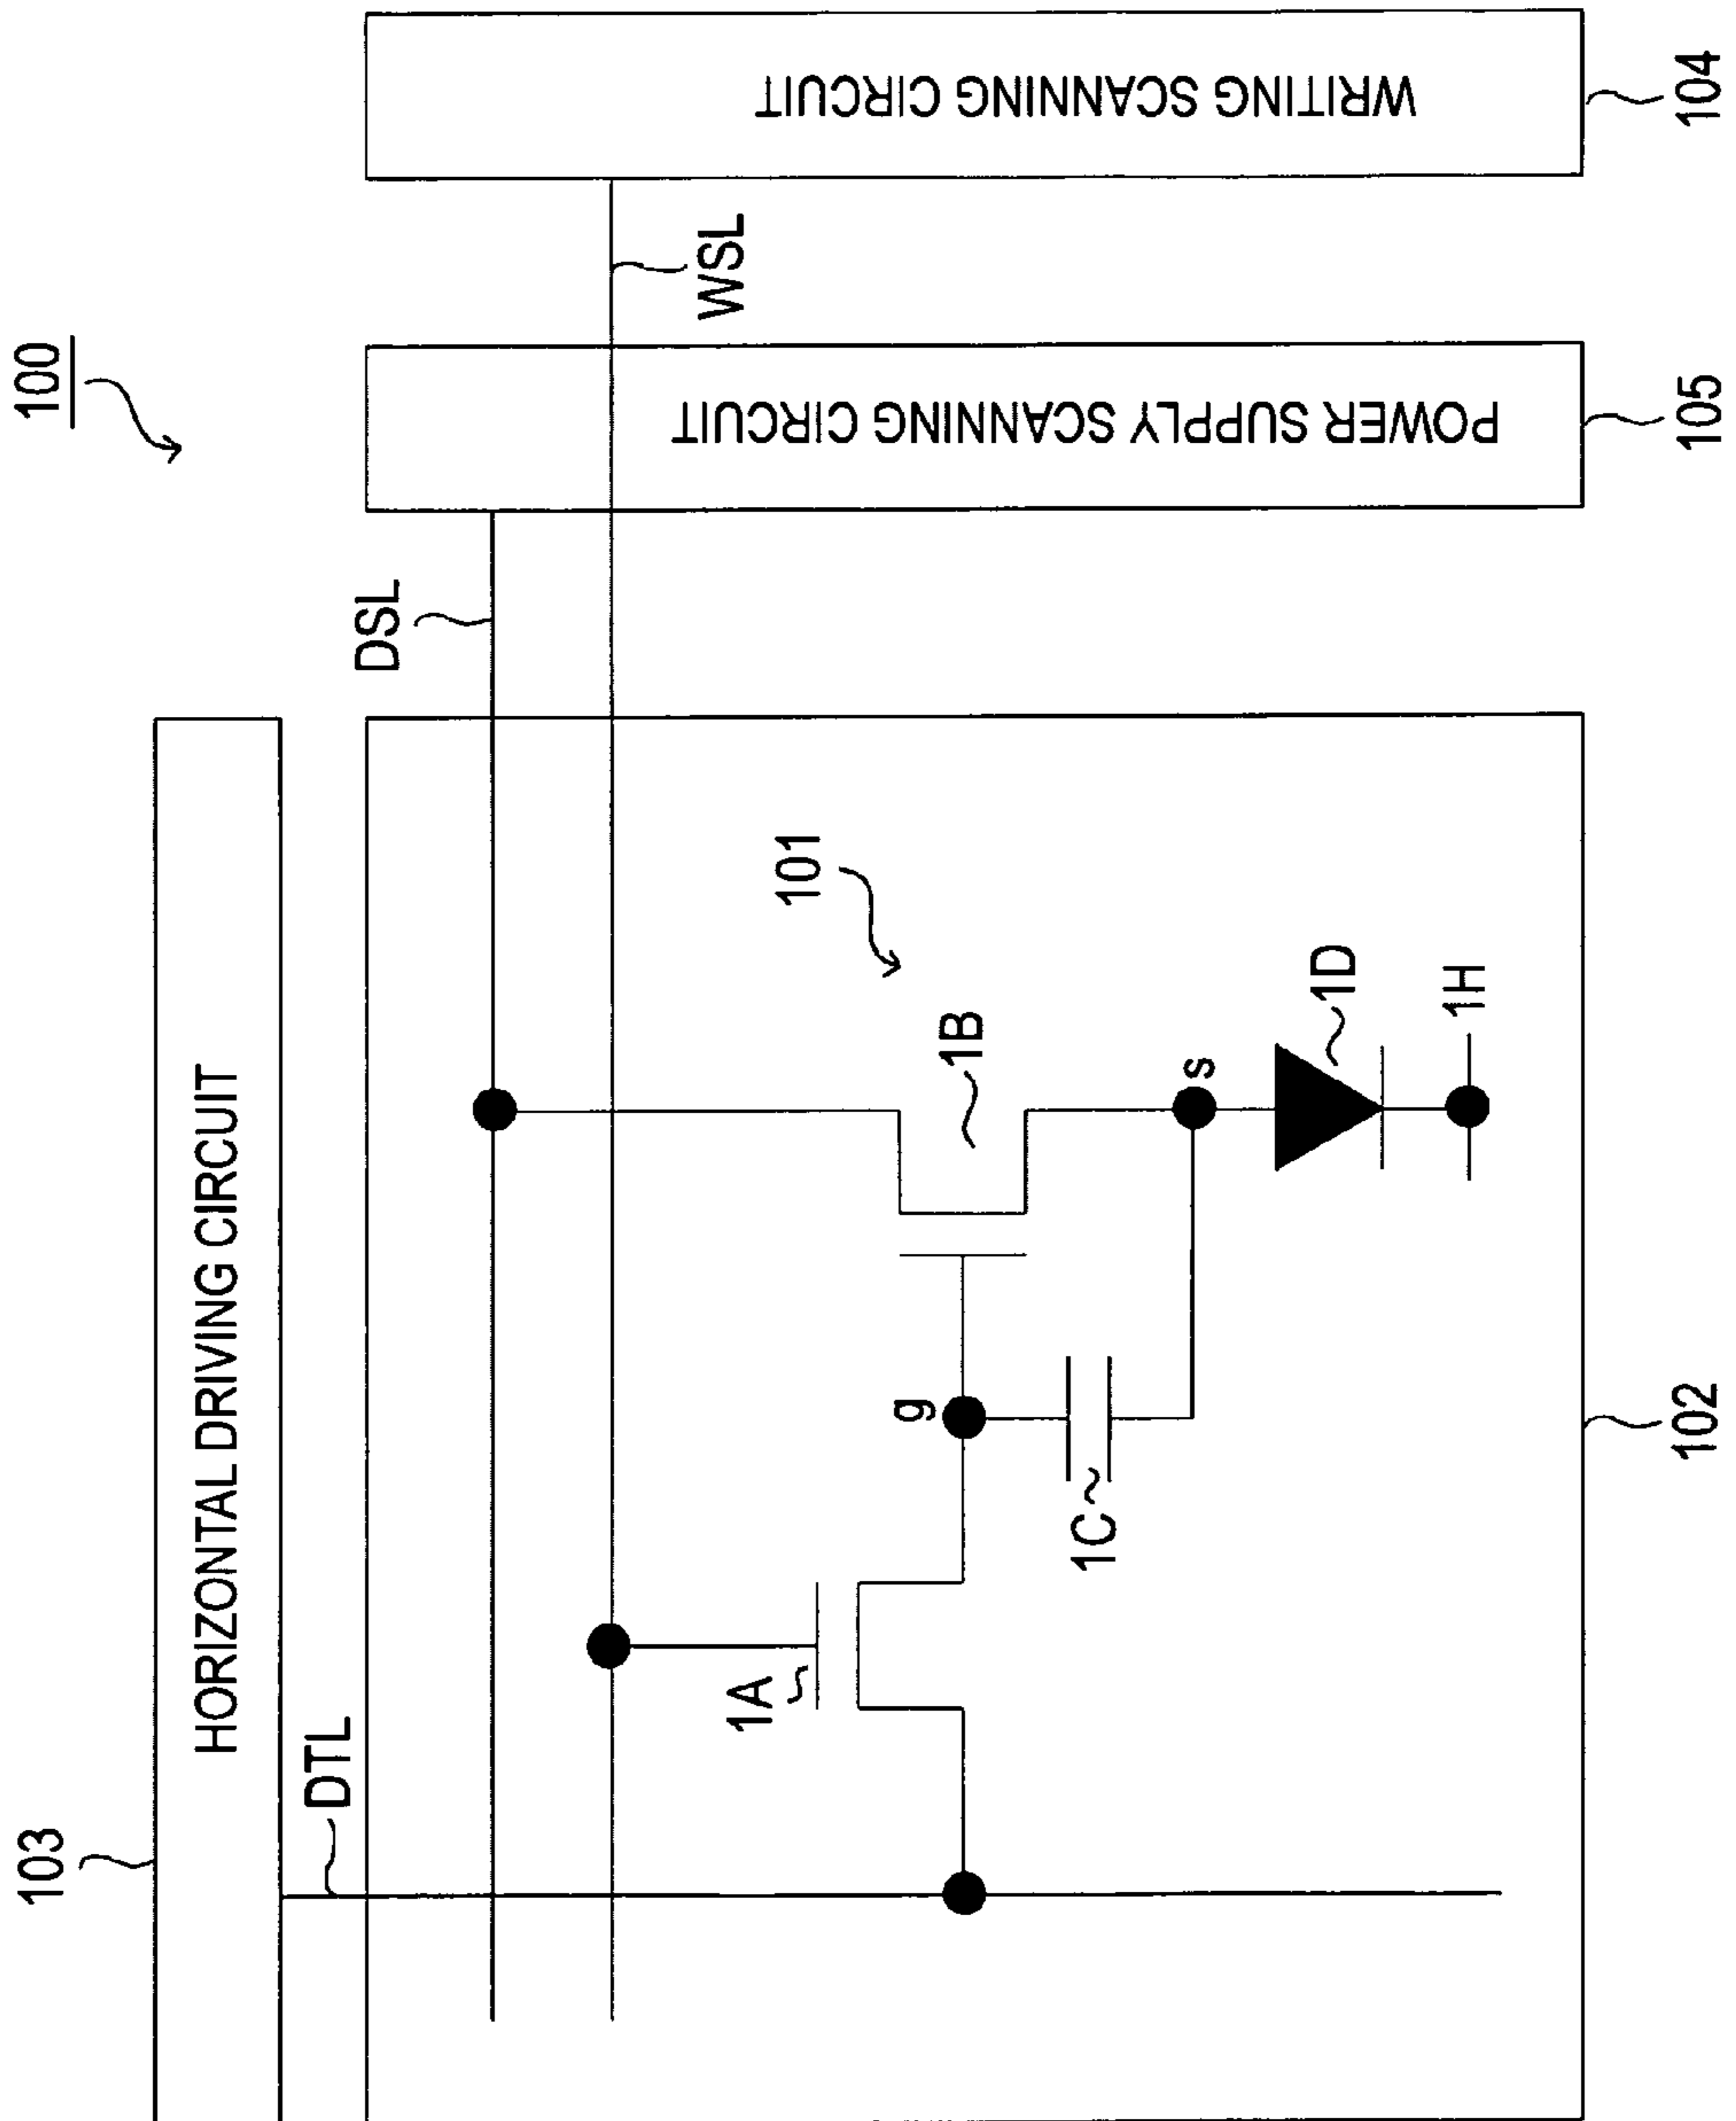 100
103
HORIZONTAL DRIVING CIRCUIT
DTL
DSL
WSL
WRITING SCANNING CIRCUIT
104
POWER SUPPLY SCANNING CIRCUIT
105
101
1A
1B
g
1C
s
1D
1H
102